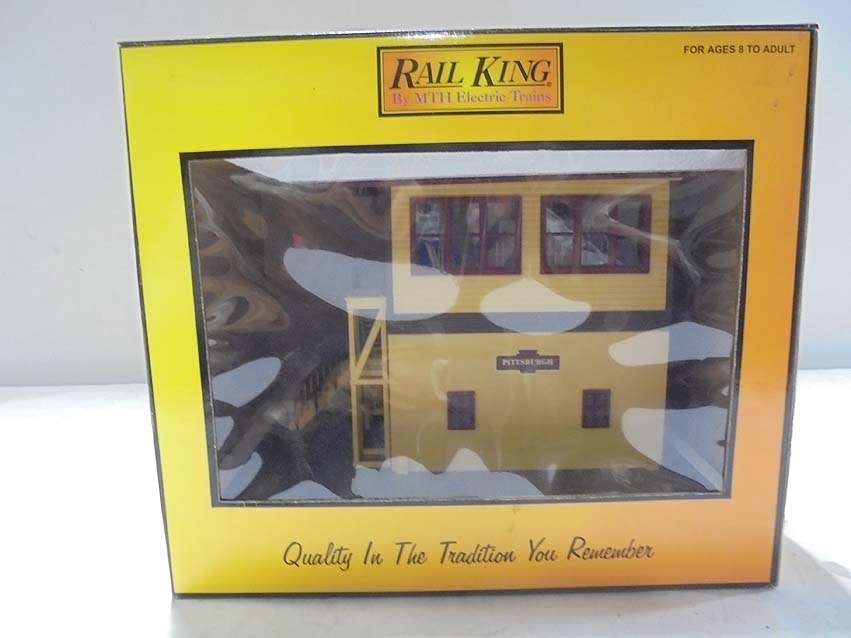 FOR AGES 8 TO ADULT
RAIL KING®
By MTH Electric Trains
PITTSBURGH
Quality In The Tradition You Remember